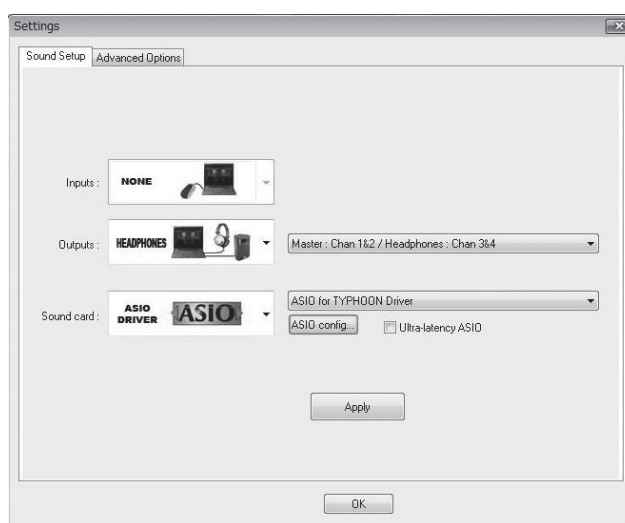 Settings
Sound Setup Advanced Options
Inputs : NONE
Outputs : HEADPHONES Master : Chan 1&2 / Headphones : Chan 3&4
Sound card : ASIO DRIVER ASIO ASIO for TYPHOON Driver
ASIO config... Ultra-latency ASIO
Apply
OK